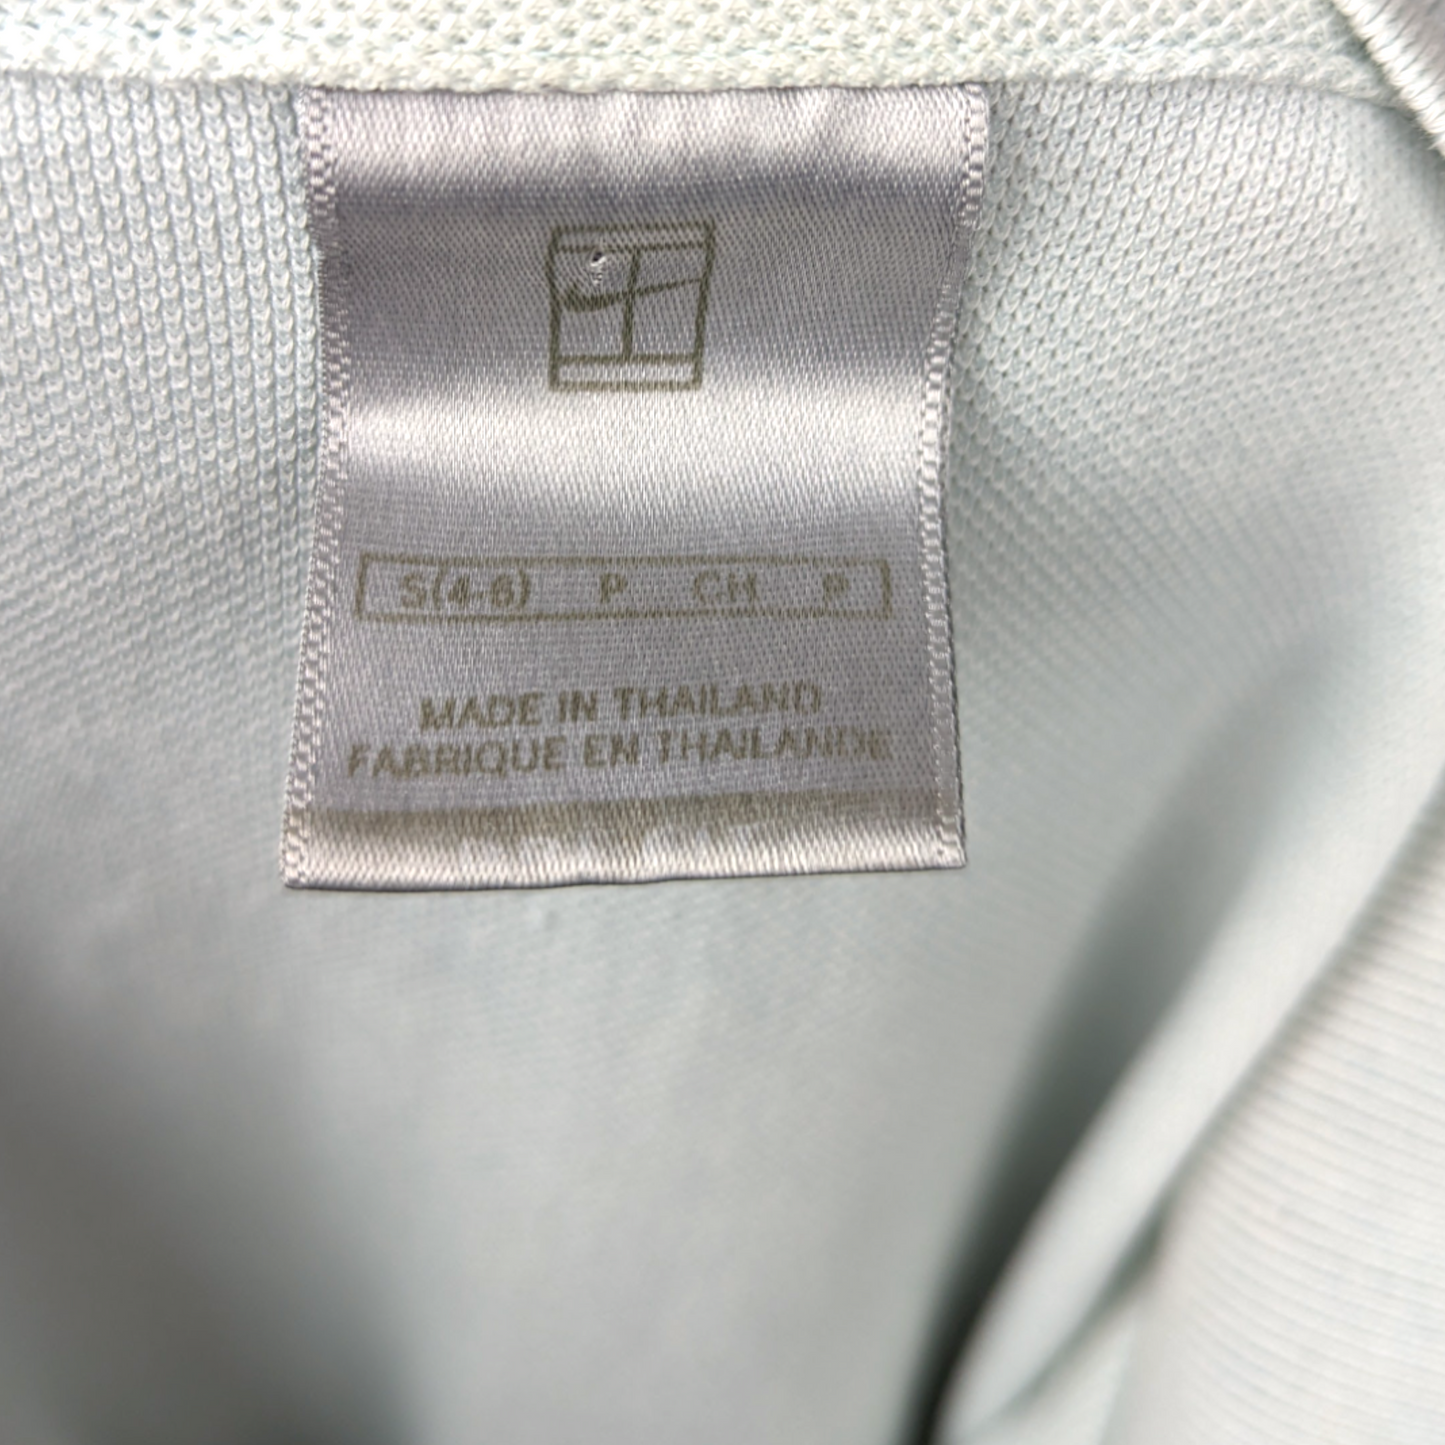 S(4-6) P CH P
MADE IN THAILAND
FABRIQUE EN THAILANDE